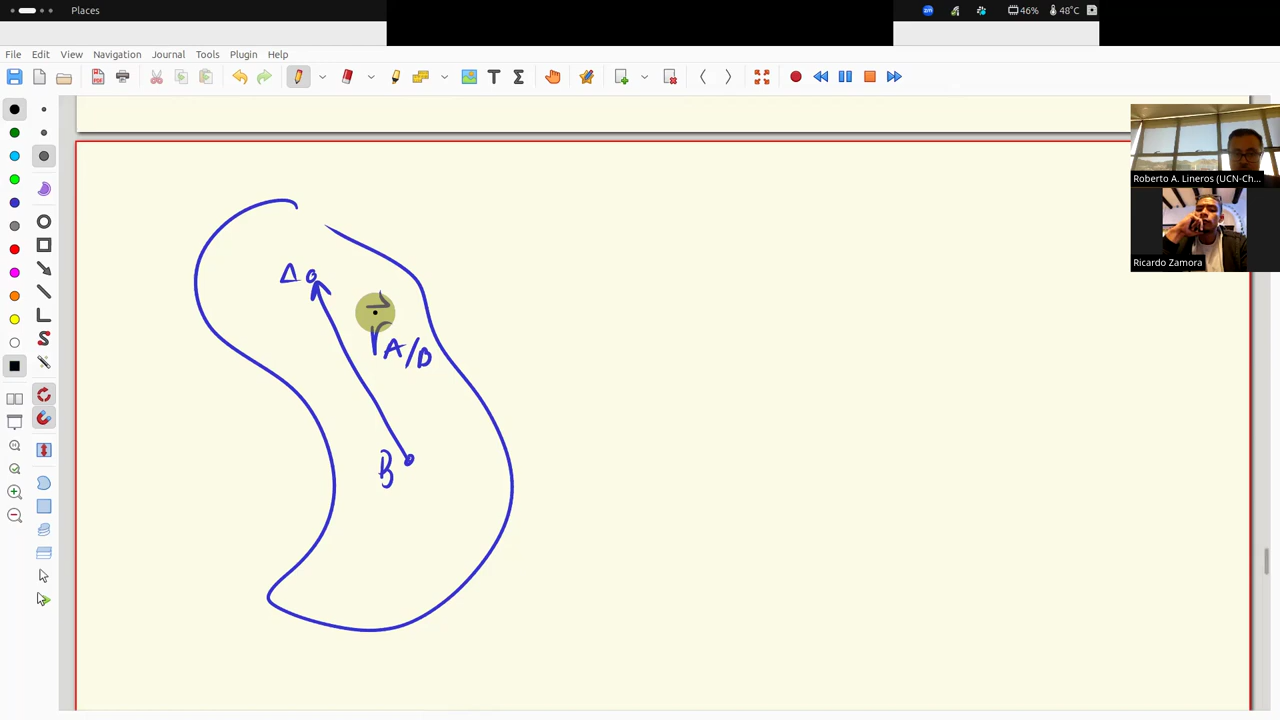 Places
46%
48°C
File Edit View Navigation Journal Tools Plugin Help
Roberto A. Lineros (UCN-Ch...
Ricardo Zamora
A
r⃗ A/B
B